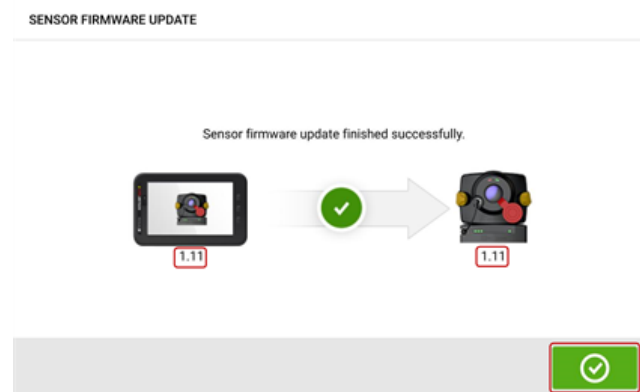 SENSOR FIRMWARE UPDATE
Sensor firmware update finished successfully.
1.11
1.11